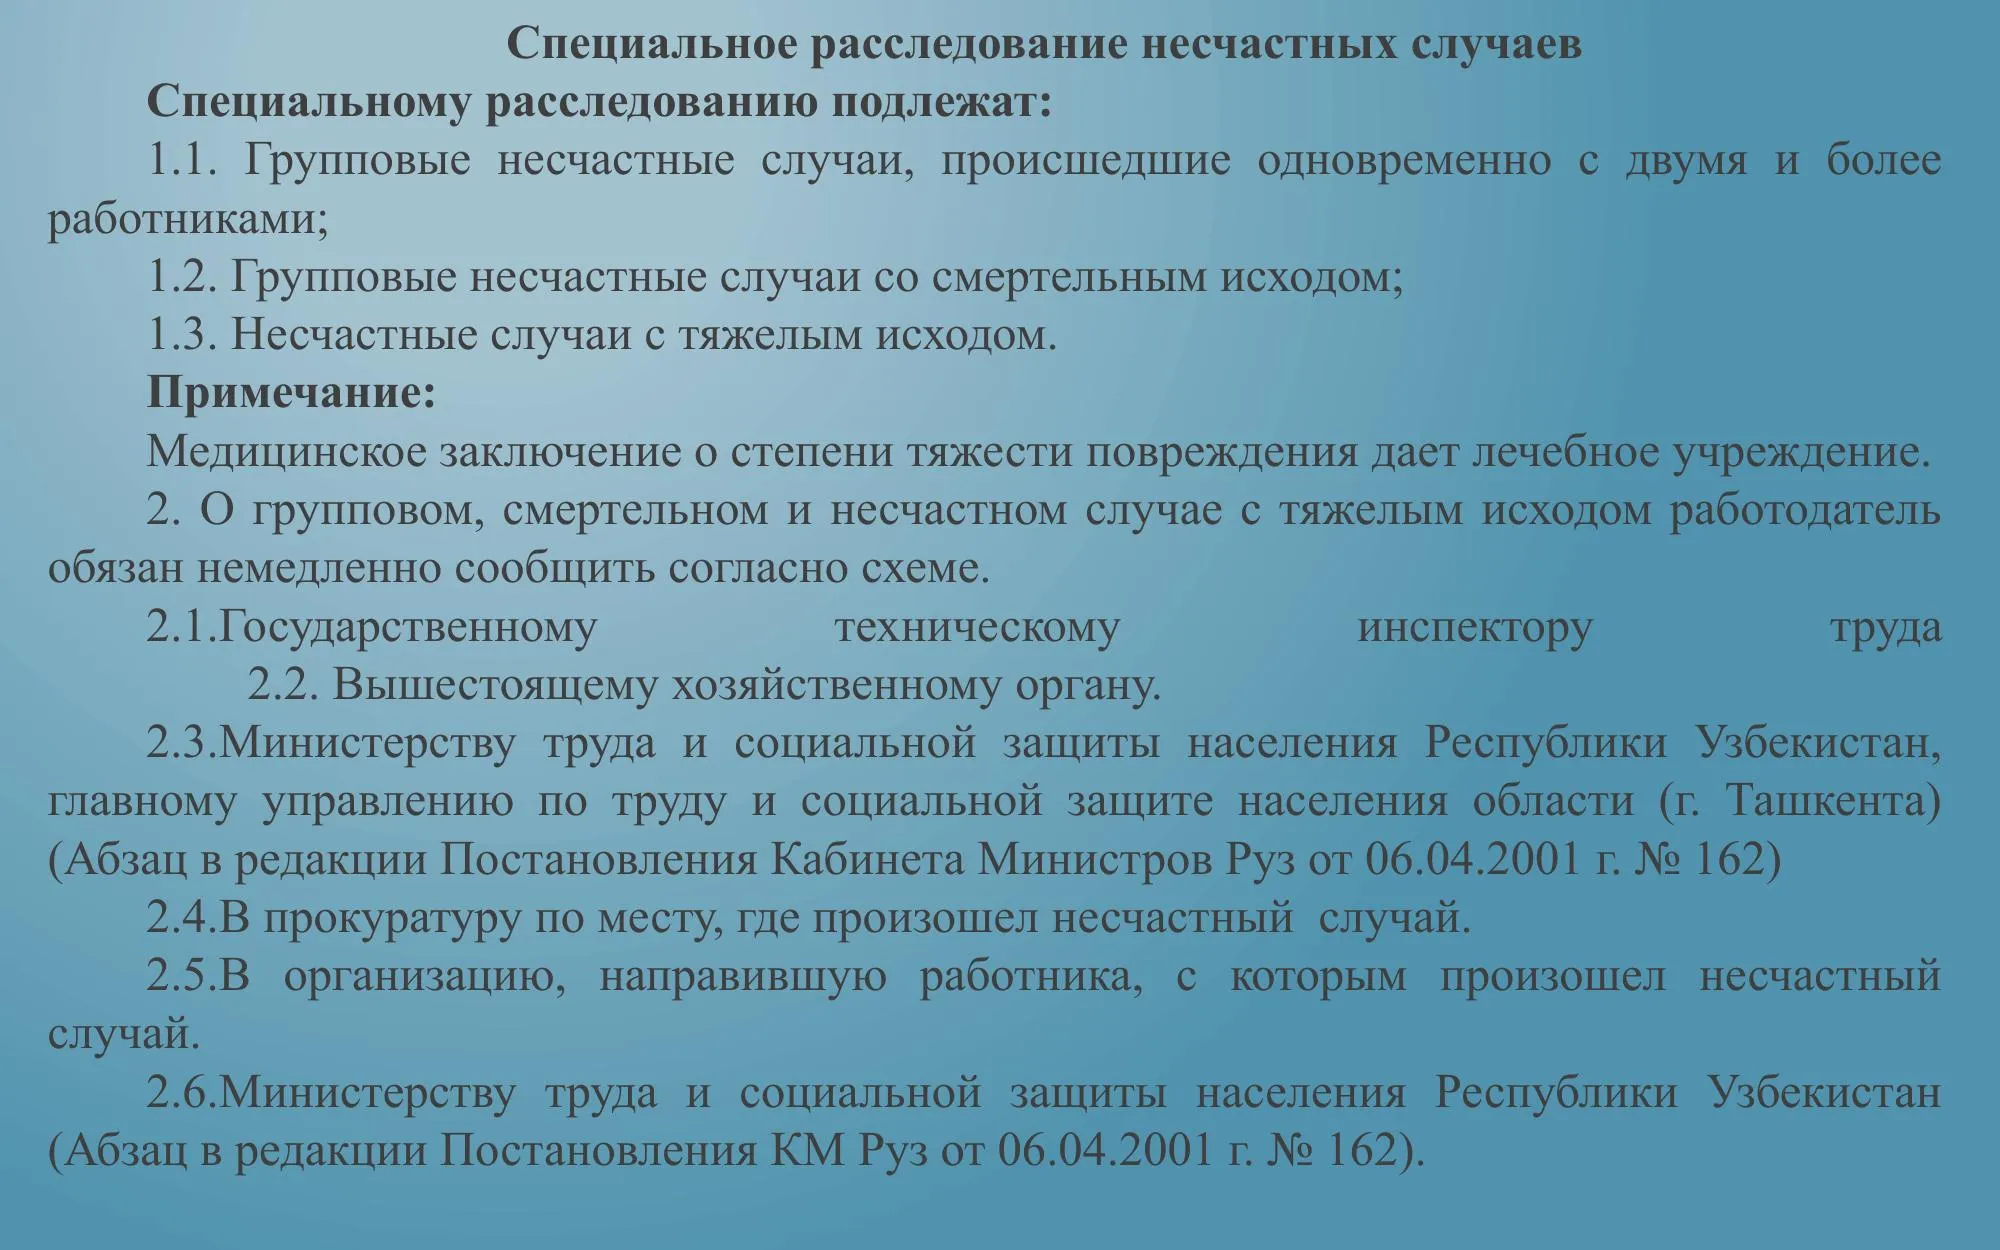 Специальное расследование несчастных случаев
Специальному расследованию подлежат:
1.1. Групповые несчастные случаи, происшедшие одновременно с двумя и более
работниками;
1.2. Групповые несчастные случаи со смертельным исходом;
1.3. Несчастные случаи с тяжелым исходом.
Примечание:
Медицинское заключение о степени тяжести повреждения дает лечебное учреждение.
2. О групповом, смертельном и несчастном случае с тяжелым исходом работодатель
обязан немедленно сообщить согласно схеме.
2.1.Государственному техническому инспектору труда
2.2. Вышестоящему хозяйственному органу.
2.3.Министерству труда и социальной защиты населения Республики Узбекистан,
главному управлению по труду и социальной защите населения области (г. Ташкента)
(Абзац в редакции Постановления Кабинета Министров Руз от 06.04.2001 г. № 162)
2.4.В прокуратуру по месту, где произошел несчастный  случай.
2.5.В организацию, направившую работника, с которым произошел несчастный
случай.
2.6.Министерству труда и социальной защиты населения Республики Узбекистан
(Абзац в редакции Постановления КМ Руз от 06.04.2001 г. № 162).